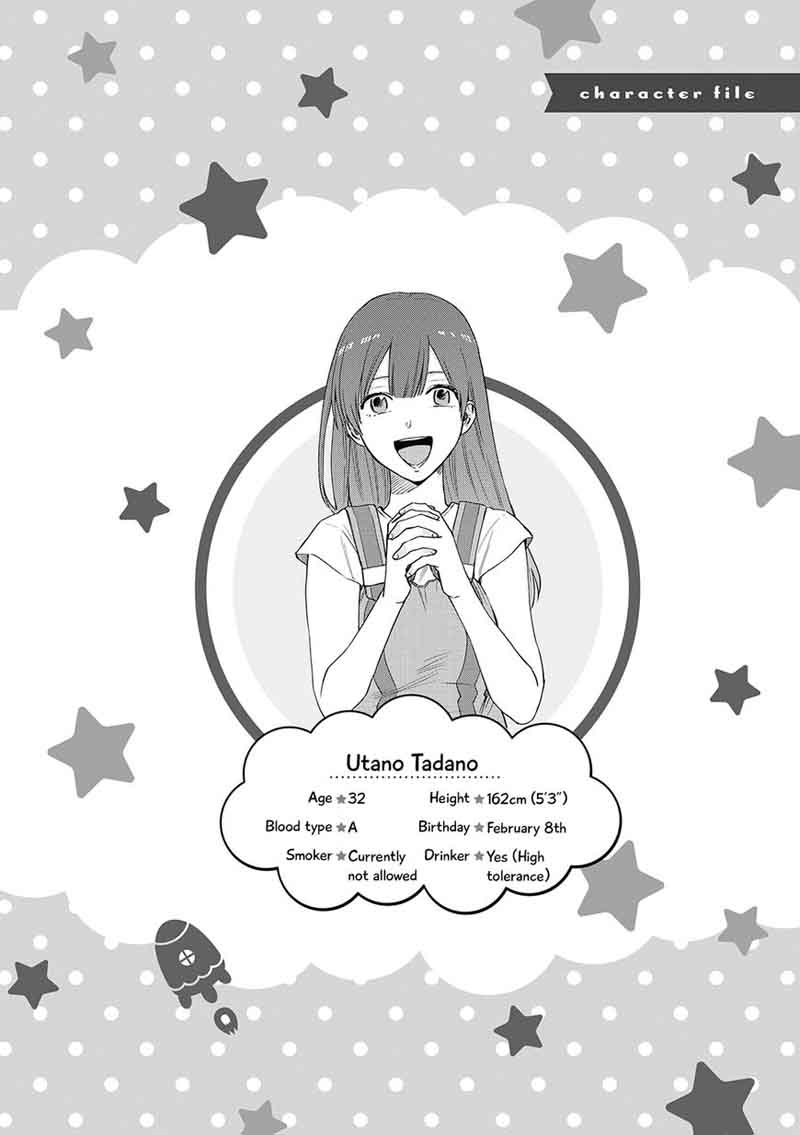 character file
Utano Tadano
Age ★ 32
Height ★ 162cm (5'3")
Blood type ★ A
Birthday ★ February 8th
Smoker ★ Currently
not allowed
Drinker ★ Yes (High
tolerance)